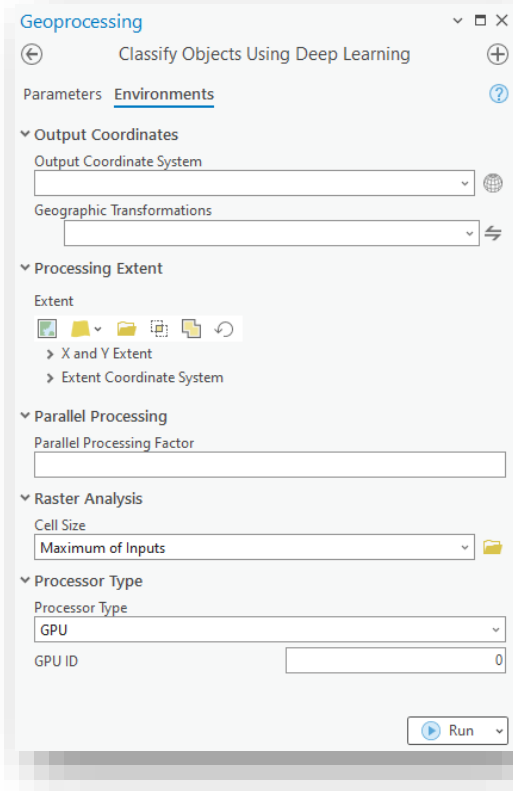 Geoprocessing
Classify Objects Using Deep Learning
Parameters Environments
Output Coordinates
Output Coordinate System
Geographic Transformations
Processing Extent
Extent
X and Y Extent
Extent Coordinate System
Parallel Processing
Parallel Processing Factor
Raster Analysis
Cell Size
Maximum of Inputs
Processor Type
Processor Type
GPU
GPU ID 0
Run